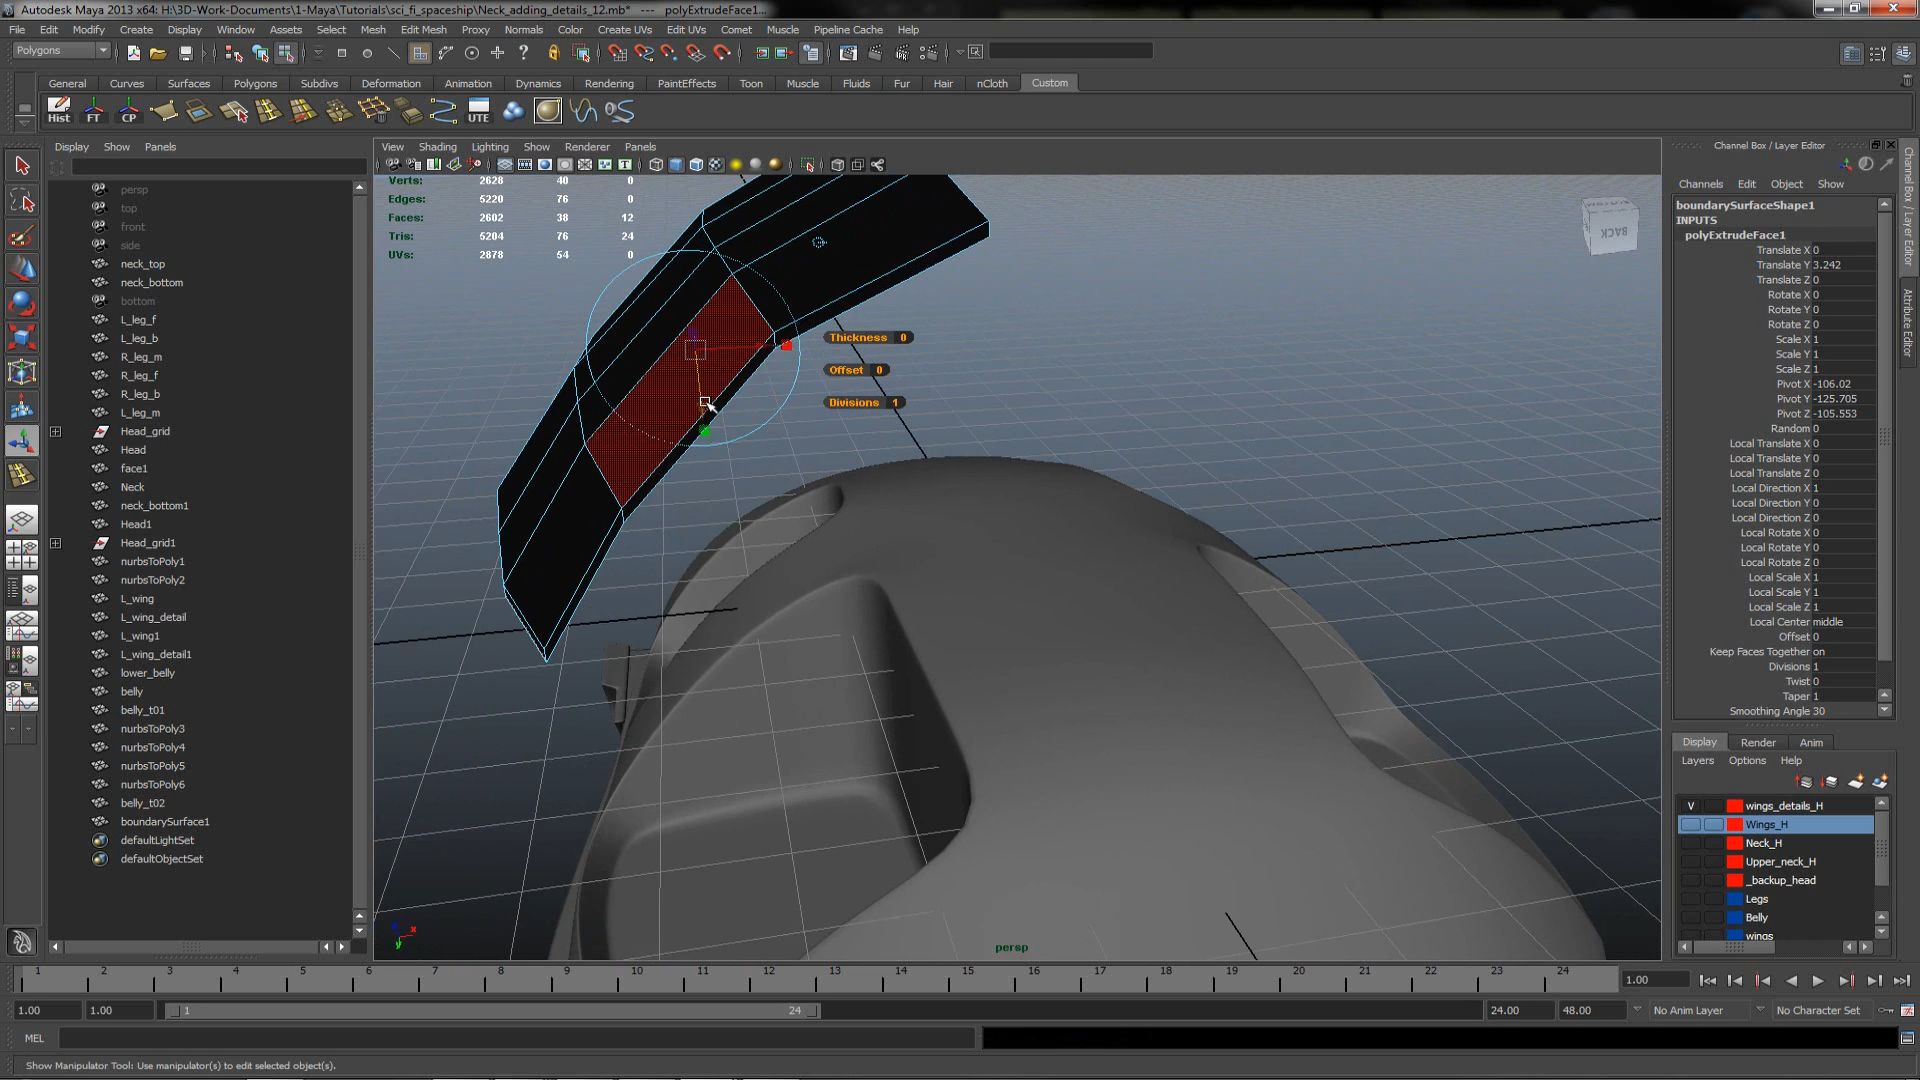 Autodesk Maya 2013 x64: H:\3D-Work-Documents\1-Maya\Tutorials\sci_fi_spaceship\Neck_adding_details_12.mb* --- polyExtrudeFace1...
File Edit Modify Create Display Window Assets Select Mesh Edit Mesh Proxy Normals Color Create UVs Edit UVs Comet Muscle Pipeline Cache Help
Polygons
General Curves Surfaces Polygons Subdivs Deformation Animation Dynamics Rendering PaintEffects Toon Muscle Fluids Fur Hair nCloth Custom
Hist FT CP UTE
Display Show Panels
persp
top
front
side
neck_top
neck_bottom
bottom
L_leg_f
L_leg_b
R_leg_m
R_leg_f
R_leg_b
L_leg_m
Head_grid
Head
face1
Neck
neck_bottom1
Head1
Head_grid1
nurbsToPoly1
nurbsToPoly2
L_wing
L_wing_detail
L_wing1
L_wing_detail1
lower_belly
belly
belly_t01
nurbsToPoly3
nurbsToPoly4
nurbsToPoly5
nurbsToPoly6
belly_t02
boundarySurface1
defaultLightSet
defaultObjectSet
View Shading Lighting Show Renderer Panels
Verts: 2628 40 0
Edges: 5220 76 0
Faces: 2602 38 12
Tris: 5204 76 24
UVs: 2878 54 0
Thickness 0
Offset 0
Divisions 1
BOTTOM
BACK
persp
x
y
Channel Box / Layer Editor
Channels Edit Object Show
boundarySurfaceShape1
INPUTS
polyExtrudeFace1
Translate X 0
Translate Y 3.242
Translate Z 0
Rotate X 0
Rotate Y 0
Rotate Z 0
Scale X 1
Scale Y 1
Scale Z 1
Pivot X -106.02
Pivot Y -125.705
Pivot Z -105.553
Random 0
Local Translate X 0
Local Translate Y 0
Local Translate Z 0
Local Direction X 1
Local Direction Y 0
Local Direction Z 0
Local Rotate X 0
Local Rotate Y 0
Local Rotate Z 0
Local Scale X 1
Local Scale Y 1
Local Scale Z 1
Local Center middle
Offset 0
Keep Faces Together on
Divisions 1
Twist 0
Taper 1
Smoothing Angle 30
Display Render Anim
Layers Options Help
V wings_details_H
Wings_H
Neck_H
Upper_neck_H
_backup_head
Legs
Belly
wings
Channel Box / Layer Editor
Attribute Editor
1 2 3 4 5 6 7 8 9 10 11 12 13 14 15 16 17 18 19 20 21 22 23 24
1.00
1.00 1.00 1 24 24.00 48.00 No Anim Layer No Character Set
MEL
Show Manipulator Tool: Use manipulator(s) to edit selected object(s).